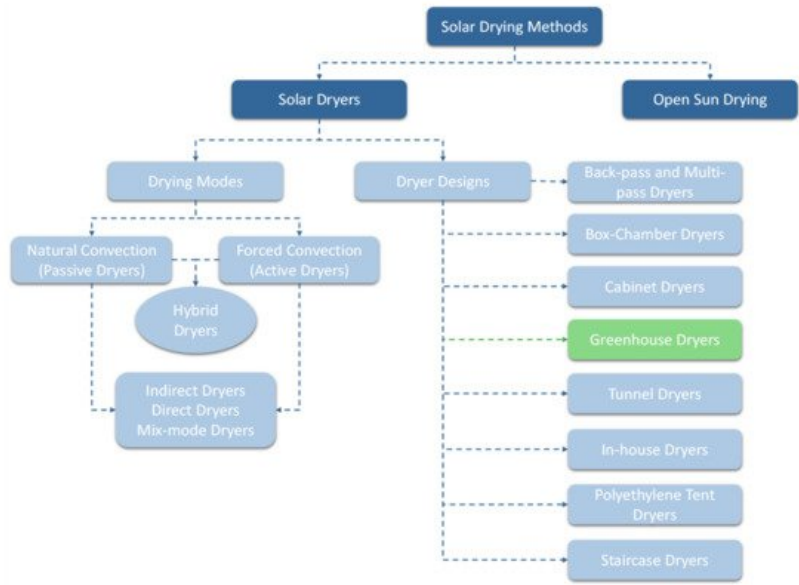 Solar Drying Methods
Solar Dryers
Open Sun Drying
Drying Modes
Dryer Designs
Back-pass and Multi-
pass Dryers
Natural Convection
(Passive Dryers)
Forced Convection
(Active Dryers)
Box-Chamber Dryers
Cabinet Dryers
Hybrid
Dryers
Greenhouse Dryers
Indirect Dryers
Direct Dryers
Mix-mode Dryers
Tunnel Dryers
In-house Dryers
Polyethylene Tent
Dryers
Staircase Dryers